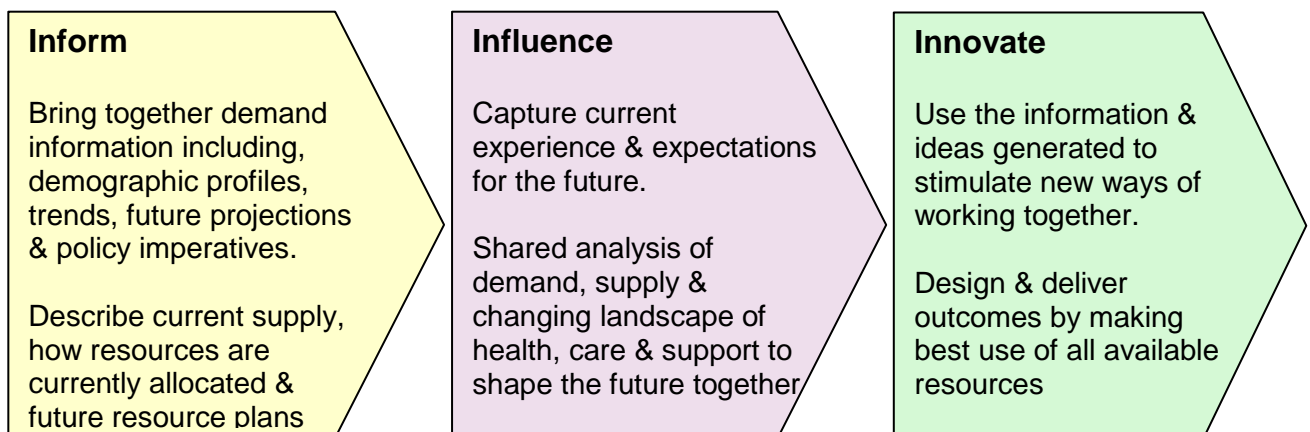 Inform
Bring together demand
information including,
demographic profiles,
trends, future projections
& policy imperatives.
Describe current supply,
how resources are
currently allocated &
future resource plans
Influence
Capture current
experience & expectations
for the future.
Shared analysis of
demand, supply &
changing landscape of
health, care & support to
shape the future together
Innovate
Use the information &
ideas generated to
stimulate new ways of
working together.
Design & deliver
outcomes by making
best use of all available
resources